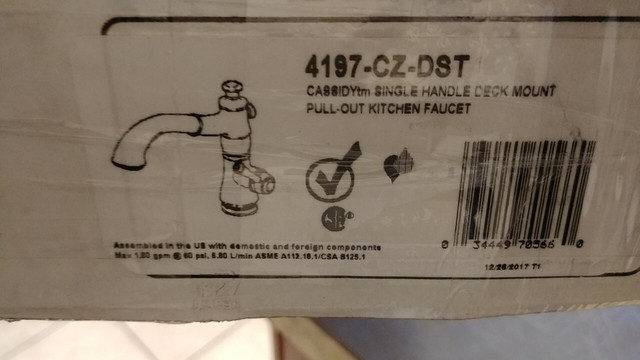 4197-CZ-DST
CASSIDYtm SINGLE HANDLE DECK MOUNT
PULL-OUT KITCHEN FAUCET
Assembled in the US with domestic and foreign components
Max 1.80 gpm @ 60 psi, 6.80 L/min ASME A112.18.1/CSA B125.1
0 34449 70566 0
12/28/2017 T1